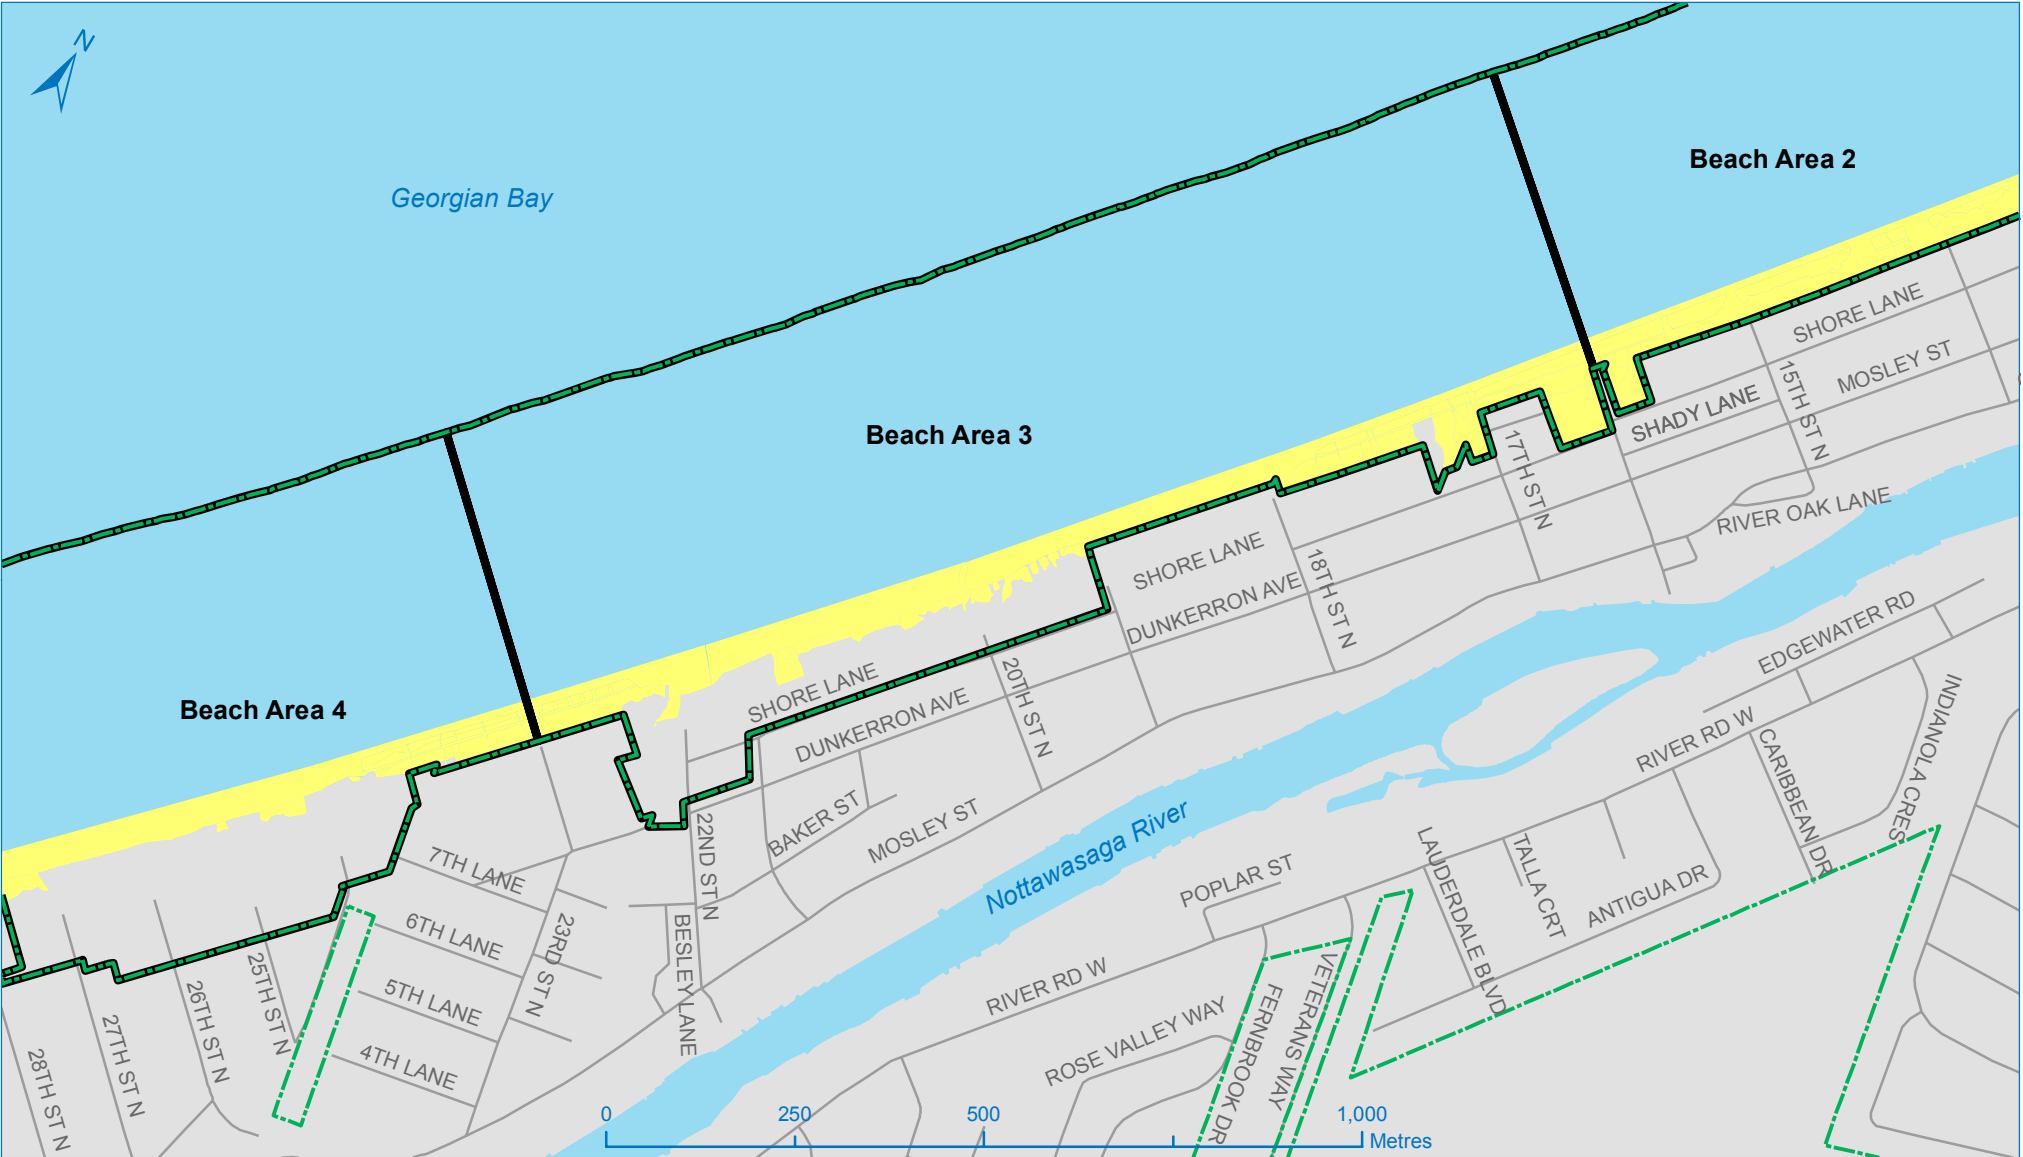 N
Beach Area 2
Georgian Bay
SHORE LANE
MOSLEY ST
15TH ST N
SHADY LANE
Beach Area 3
17TH ST N
RIVER OAK LANE
SHORE LANE
18TH ST N
DUNKERRON AVE
EDGEWATER RD
SHORE LANE
20TH ST N
INDIANOLA CRES
Beach Area 4
DUNKERRON AVE
RIVER RD W
CARIBBEAN DR
BAKER ST
MOSLEY ST
Nottawasaga River
22ND ST N
7TH LANE
LAUDERDALE BLVD
TALLA CRT
POPLAR ST
ANTIGUA DR
6TH LANE
23RD ST N
BESLEY LANE
25TH ST N
26TH ST N
5TH LANE
RIVER RD W
VETERANS WAY
FERNBROOK DR
ROSE VALLEY WAY
27TH ST N
28TH ST N
4TH LANE
0 250 500 1,000
Metres